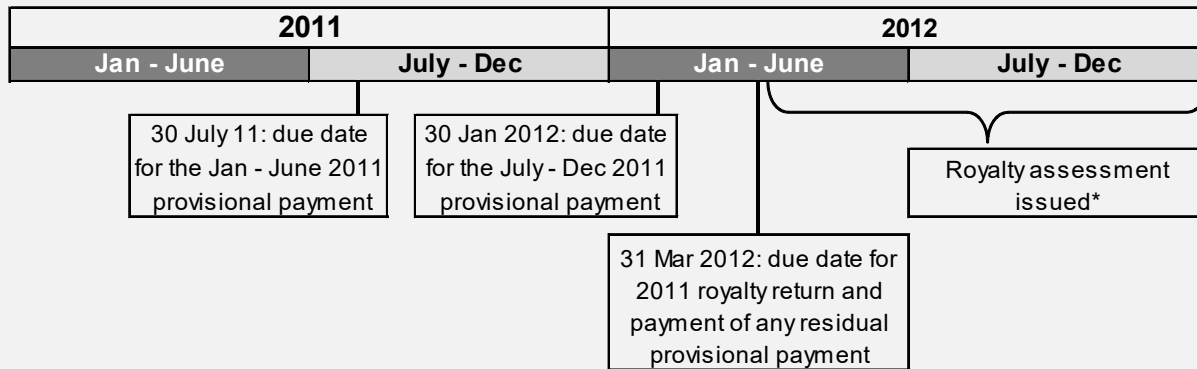 2011
2012
Jan - June
July - Dec
Jan - June
July - Dec
30 July 11: due date
for the Jan - June 2011
provisional payment
30 Jan 2012: due date
for the July - Dec 2011
provisional payment
Royalty assessment
issued*
31 Mar 2012: due date for
2011 royalty return and
payment of any residual
provisional payment